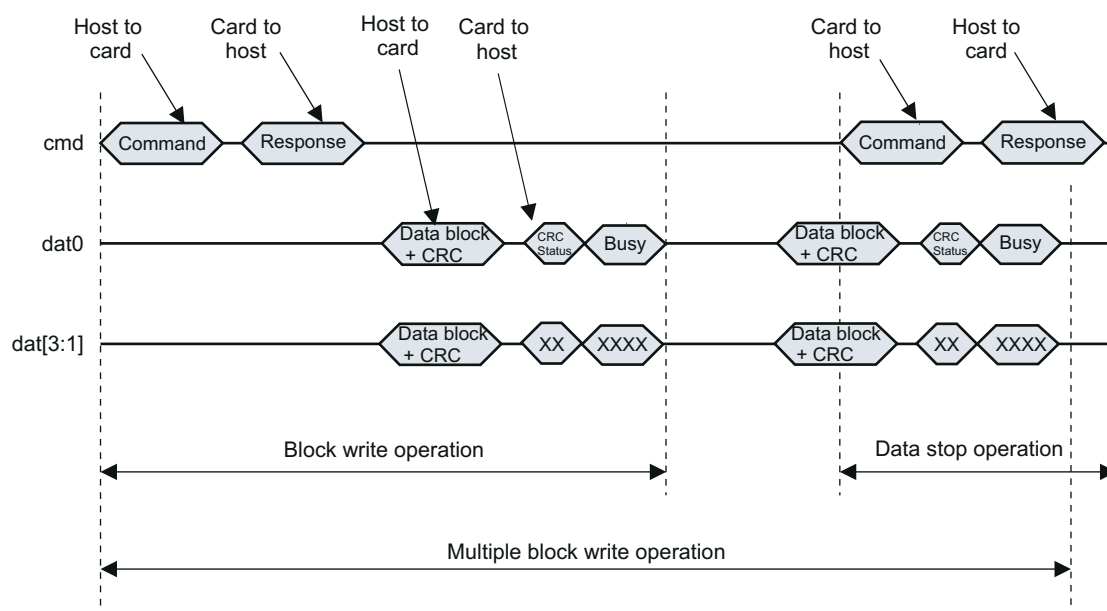 Host to
card
Card to
host
Host to
card
Card to
host
Card to
host
Host to
card
cmd
Command
Response
Command
Response
dat0
Data block
+ CRC
CRC
Status
Busy
Data block
+ CRC
CRC
Status
Busy
dat[3:1]
Data block
+ CRC
XX
XXXX
Data block
+ CRC
XX
XXXX
Block write operation
Data stop operation
Multiple block write operation